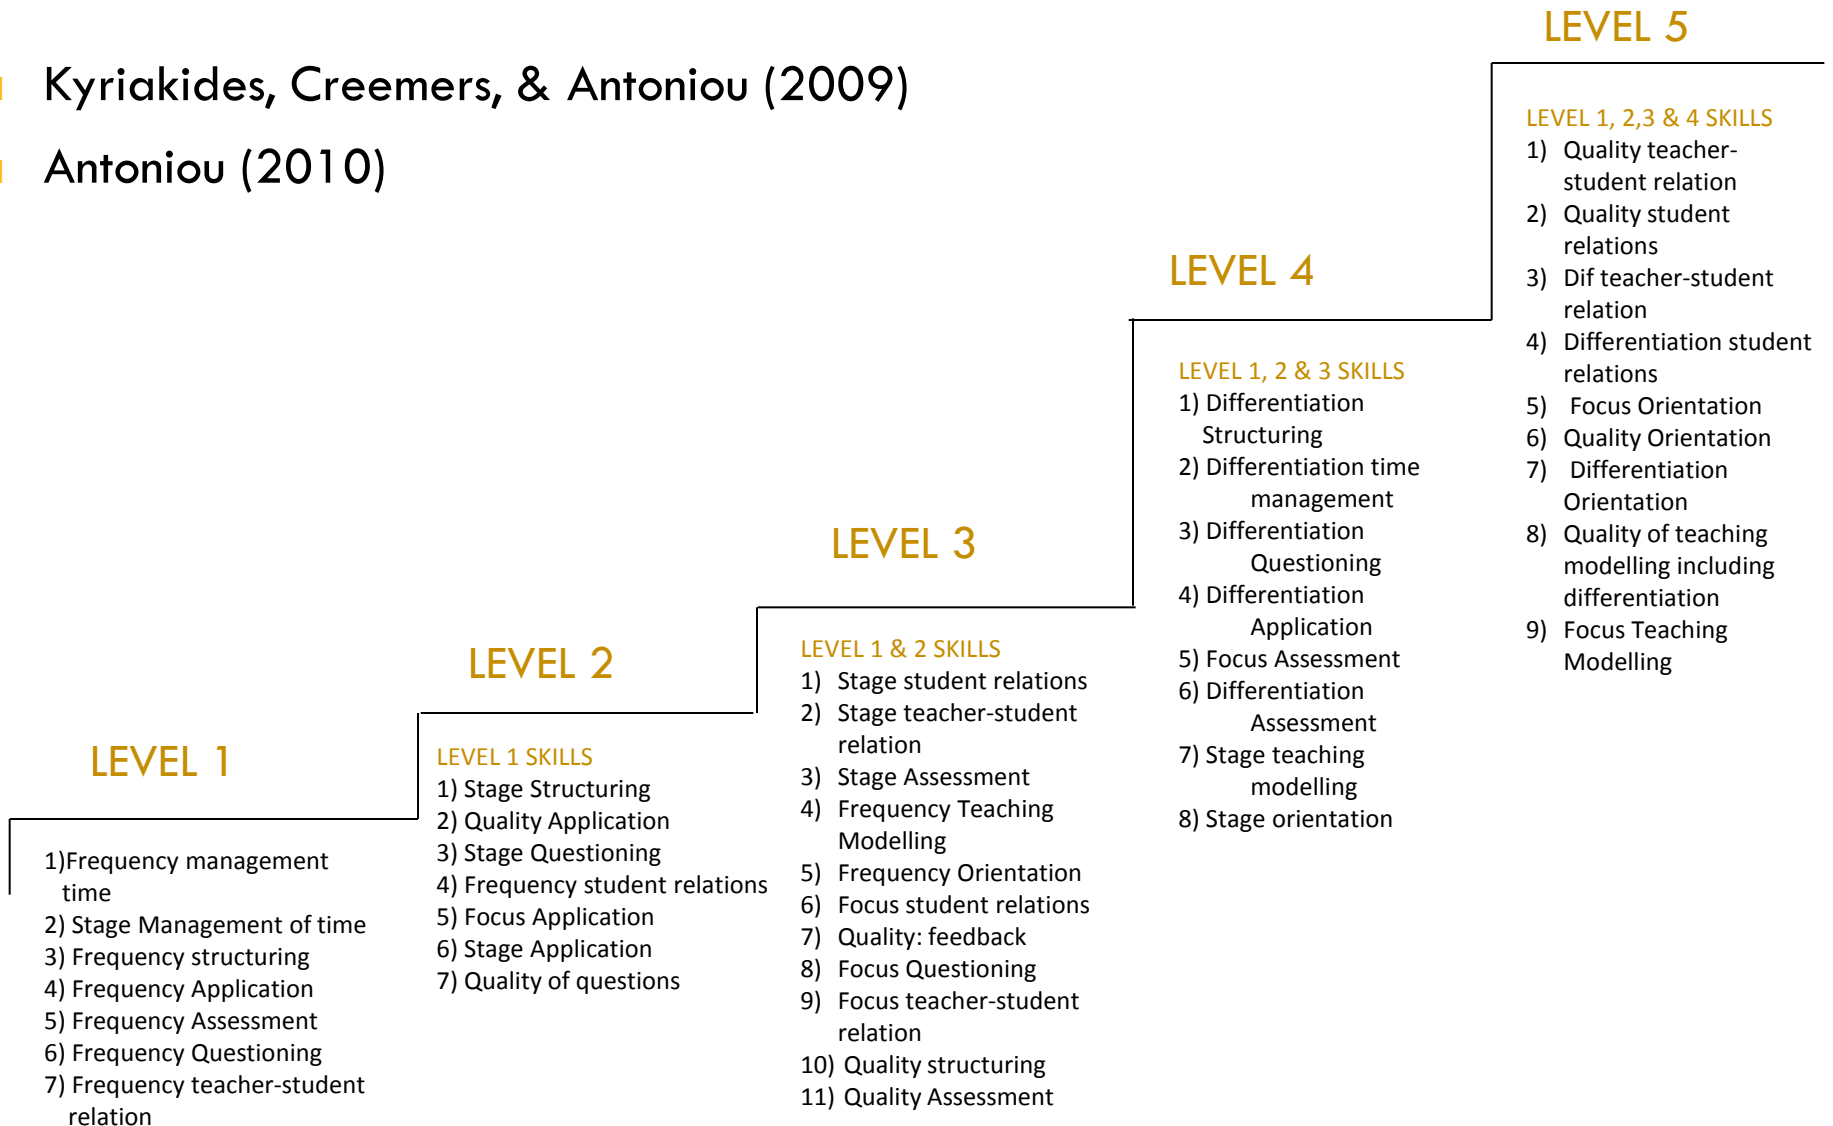 Kyriakides, Creemers, & Antoniou (2009)
Antoniou (2010)
LEVEL 1
1)Frequency management
time
2) Stage Management of time
3) Frequency structuring
4) Frequency Application
5) Frequency Assessment
6) Frequency Questioning
7) Frequency teacher-student
relation
LEVEL 2
LEVEL 1 SKILLS
1) Stage Structuring
2) Quality Application
3) Stage Questioning
4) Frequency student relations
5) Focus Application
6) Stage Application
7) Quality of questions
LEVEL 3
LEVEL 1 & 2 SKILLS
1) Stage student relations
2) Stage teacher-student
relation
3) Stage Assessment
4) Frequency Teaching
Modelling
5) Frequency Orientation
6) Focus student relations
7) Quality: feedback
8) Focus Questioning
9) Focus teacher-student
relation
10) Quality structuring
11) Quality Assessment
LEVEL 4
LEVEL 1, 2 & 3 SKILLS
1) Differentiation
Structuring
2) Differentiation time
management
3) Differentiation
Questioning
4) Differentiation
Application
5) Focus Assessment
6) Differentiation
Assessment
7) Stage teaching
modelling
8) Stage orientation
LEVEL 5
LEVEL 1, 2,3 & 4 SKILLS
1) Quality teacher-
student relation
2) Quality student
relations
3) Dif teacher-student
relation
4) Differentiation student
relations
5) Focus Orientation
6) Quality Orientation
7) Differentiation
Orientation
8) Quality of teaching
modelling including
differentiation
9) Focus Teaching
Modelling